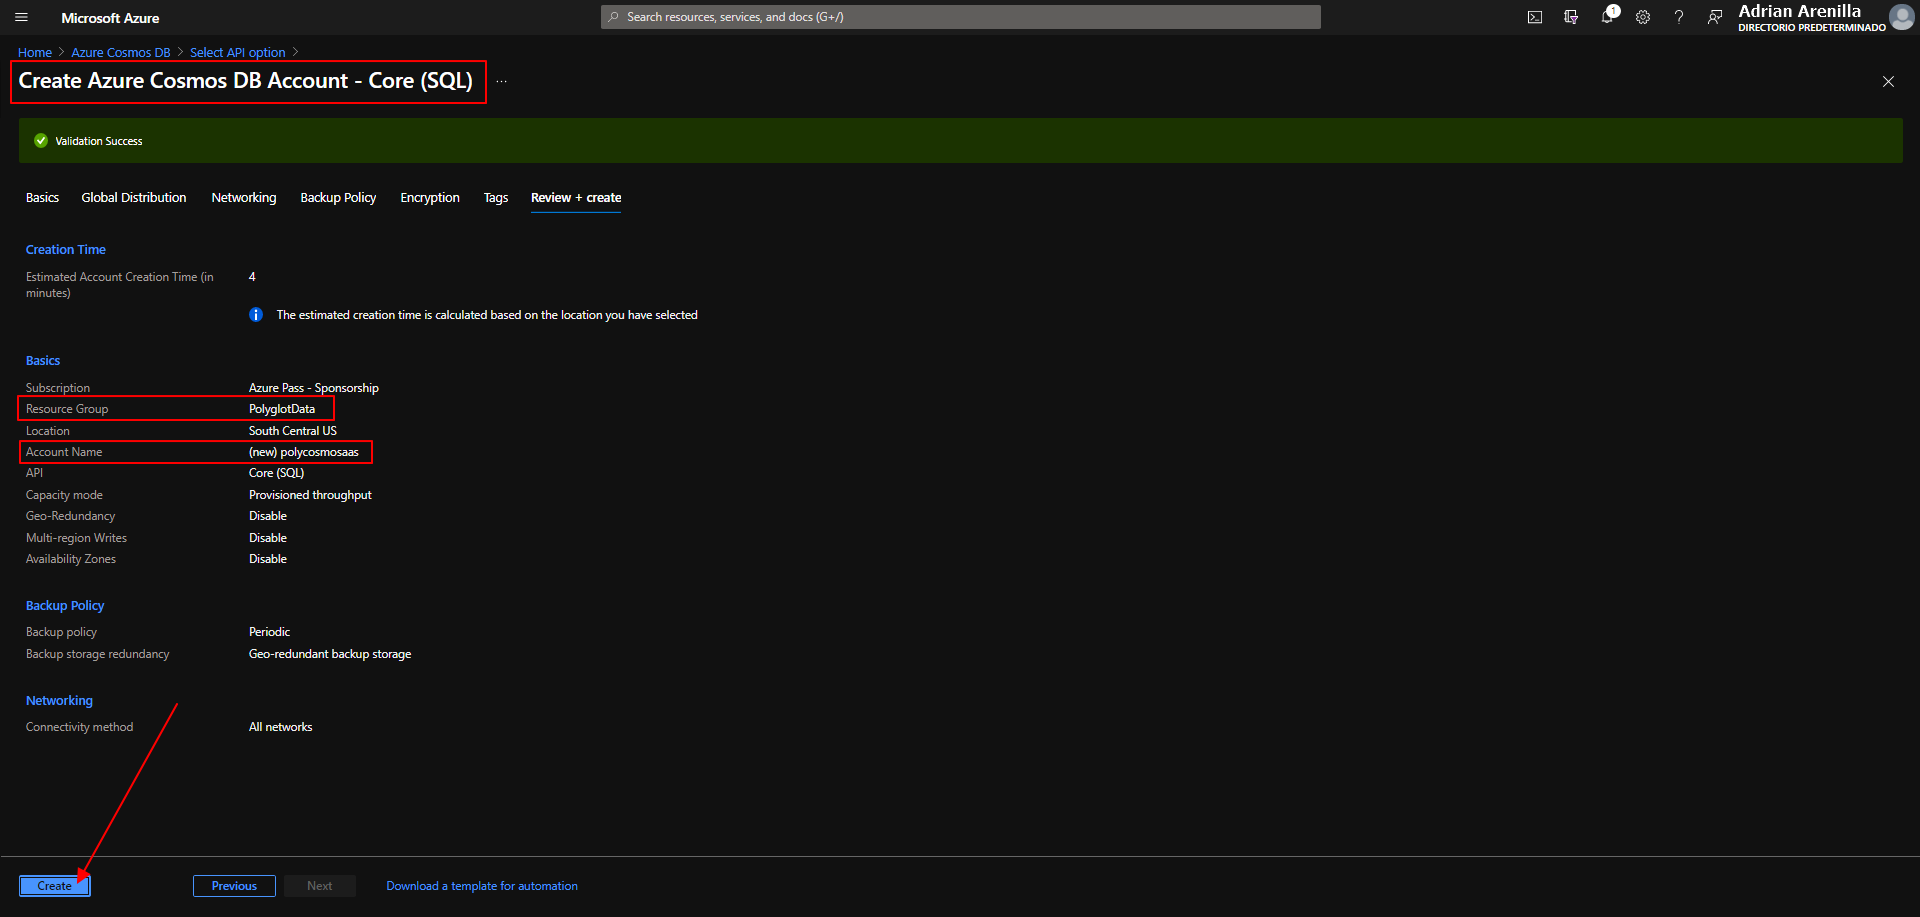 Microsoft Azure
Search resources, services, and docs (G+/)
1
Adrian Arenilla
DIRECTORIO PREDETERMINADO
Home > Azure Cosmos DB > Select API option >
Create Azure Cosmos DB Account - Core (SQL) ...
Validation Success
Basics Global Distribution Networking Backup Policy Encryption Tags Review + create
Creation Time
Estimated Account Creation Time (in minutes) 4
The estimated creation time is calculated based on the location you have selected
Basics
Subscription Azure Pass - Sponsorship
Resource Group PolyglotData
Location South Central US
Account Name (new) polycosmosaas
API Core (SQL)
Capacity mode Provisioned throughput
Geo-Redundancy Disable
Multi-region Writes Disable
Availability Zones Disable
Backup Policy
Backup policy Periodic
Backup storage redundancy Geo-redundant backup storage
Networking
Connectivity method All networks
Create Previous Next Download a template for automation